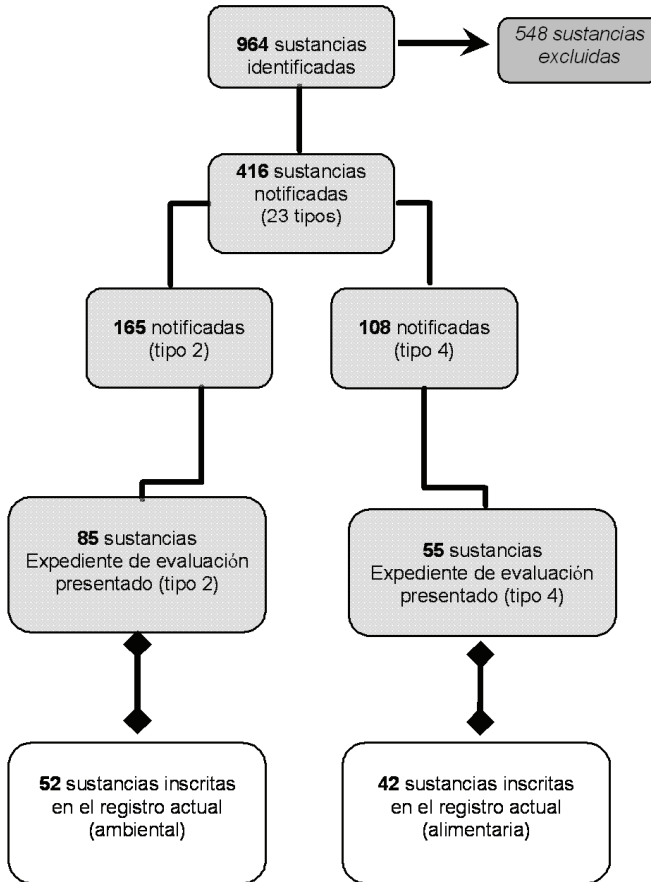 964 sustancias
identificadas
548 sustancias
excluidas
416 sustancias
notificadas
(23 tipos)
165 notificadas
(tipo 2)
108 notificadas
(tipo 4)
85 sustancias
Expediente de evaluación
presentado (tipo 2)
55 sustancias
Expediente de evaluación
presentado (tipo 4)
52 sustancias inscritas
en el registro actual
(ambiental)
42 sustancias inscritas
en el registro actual
(alimentaria)